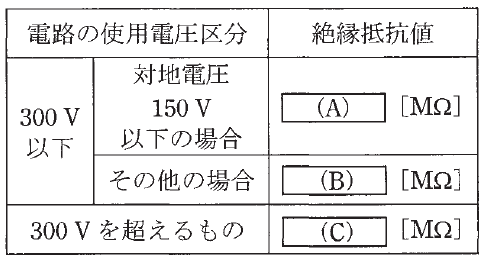 電路の使用電圧区分 絶縁抵抗値
300 V
以下
対地電圧
150 V
以下の場合
(A) [MΩ]
その他の場合 (B) [MΩ]
300 Vを超えるもの (C) [MΩ]